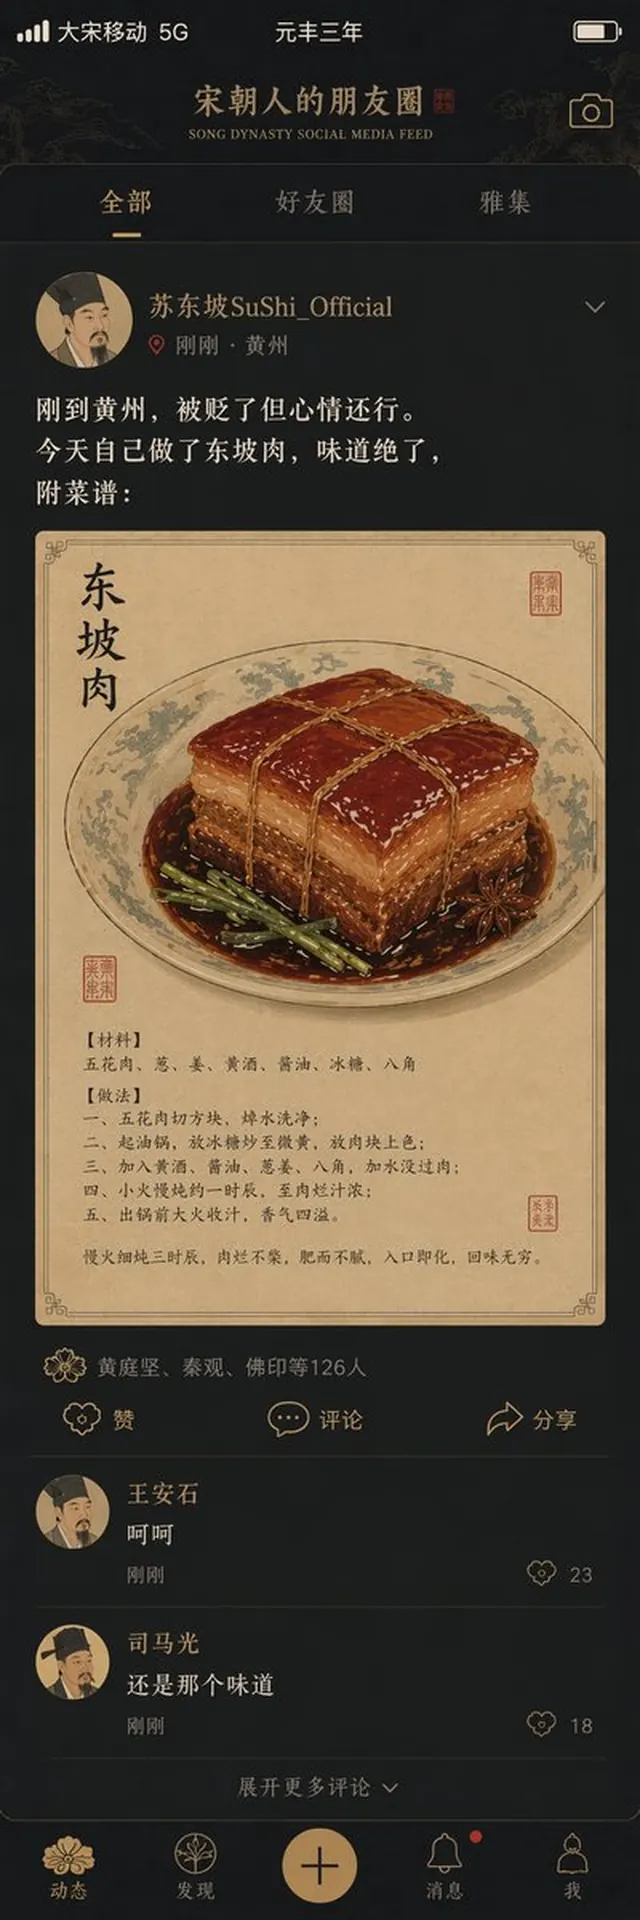 大宋移动 5G
元丰三年
宋朝人的朋友圈
SONG DYNASTY SOCIAL MEDIA FEED
全部
好友圈
雅集
苏东坡SuShi_Official
刚刚 · 黄州
刚到黄州，被贬了但心情还行。
今天自己做了东坡肉，味道绝了，
附菜谱：
东坡肉
【材料】
五花肉、葱、姜、黄酒、酱油、冰糖、八角
【做法】
一、五花肉切方块，焯水洗净；
二、起油锅，放冰糖炒至微黄，放肉块上色；
三、加入黄酒、酱油、葱姜、八角，加水没过肉；
四、小火慢炖约一时辰，至肉烂汁浓；
五、出锅前大火收汁，香气四溢。
慢火细炖三时辰，肉烂不柴，肥而不腻，入口即化，回味无穷。
黄庭坚、秦观、佛印等126人
赞
评论
分享
王安石
呵呵
刚刚
23
司马光
还是那个味道
刚刚
18
展开更多评论
动态
发现
消息
我